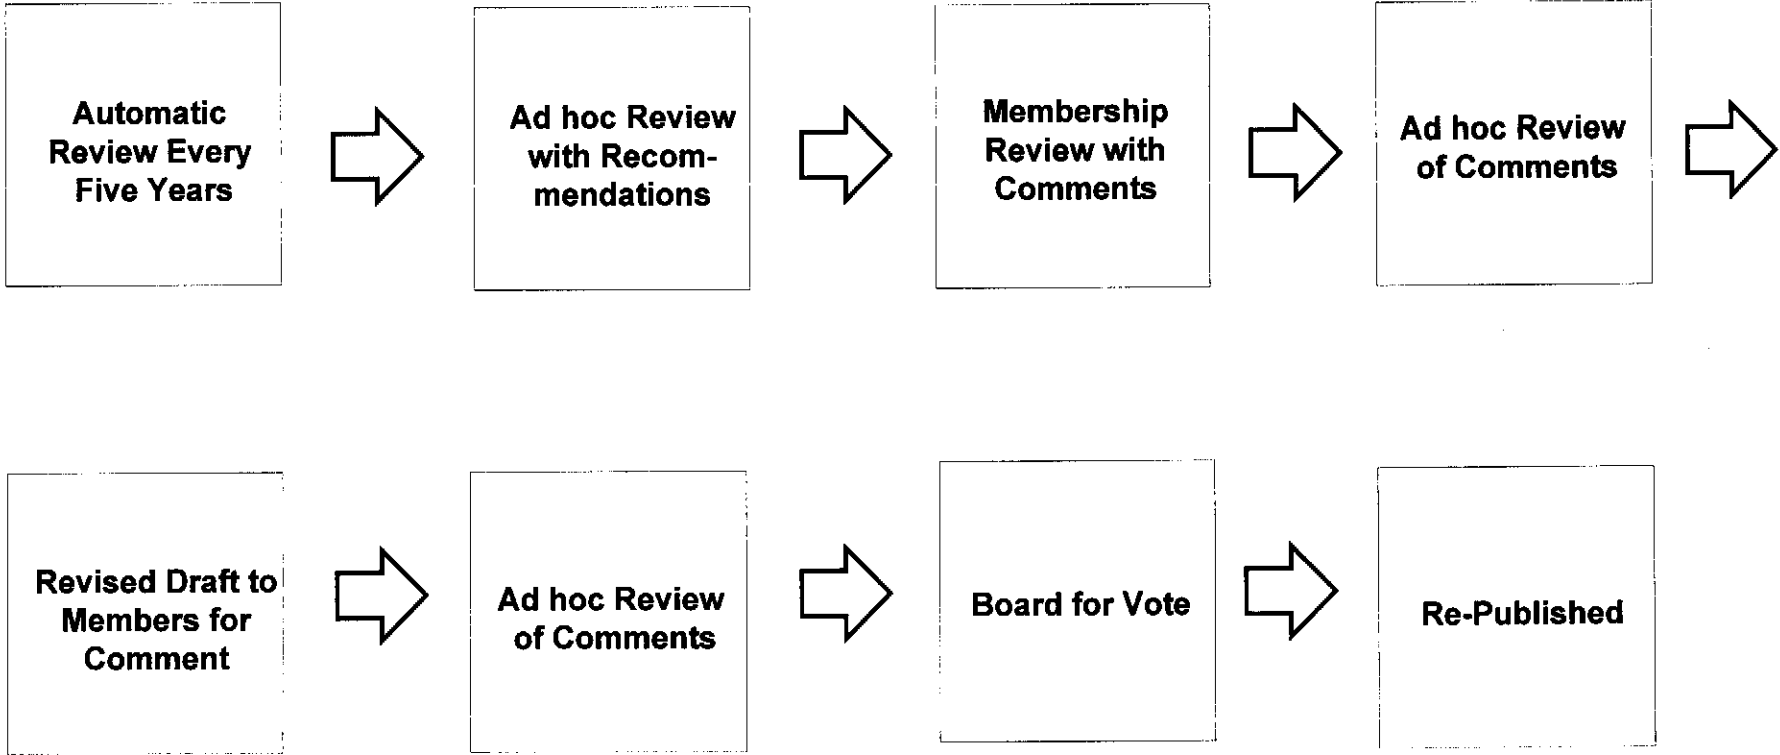 Automatic
Review Every
Five Years
Ad hoc Review
with Recom-
mendations
Membership
Review with
Comments
Ad hoc Review
of Comments
Revised Draft to
Members for
Comment
Ad hoc Review
of Comments
Board for Vote
Re-Published